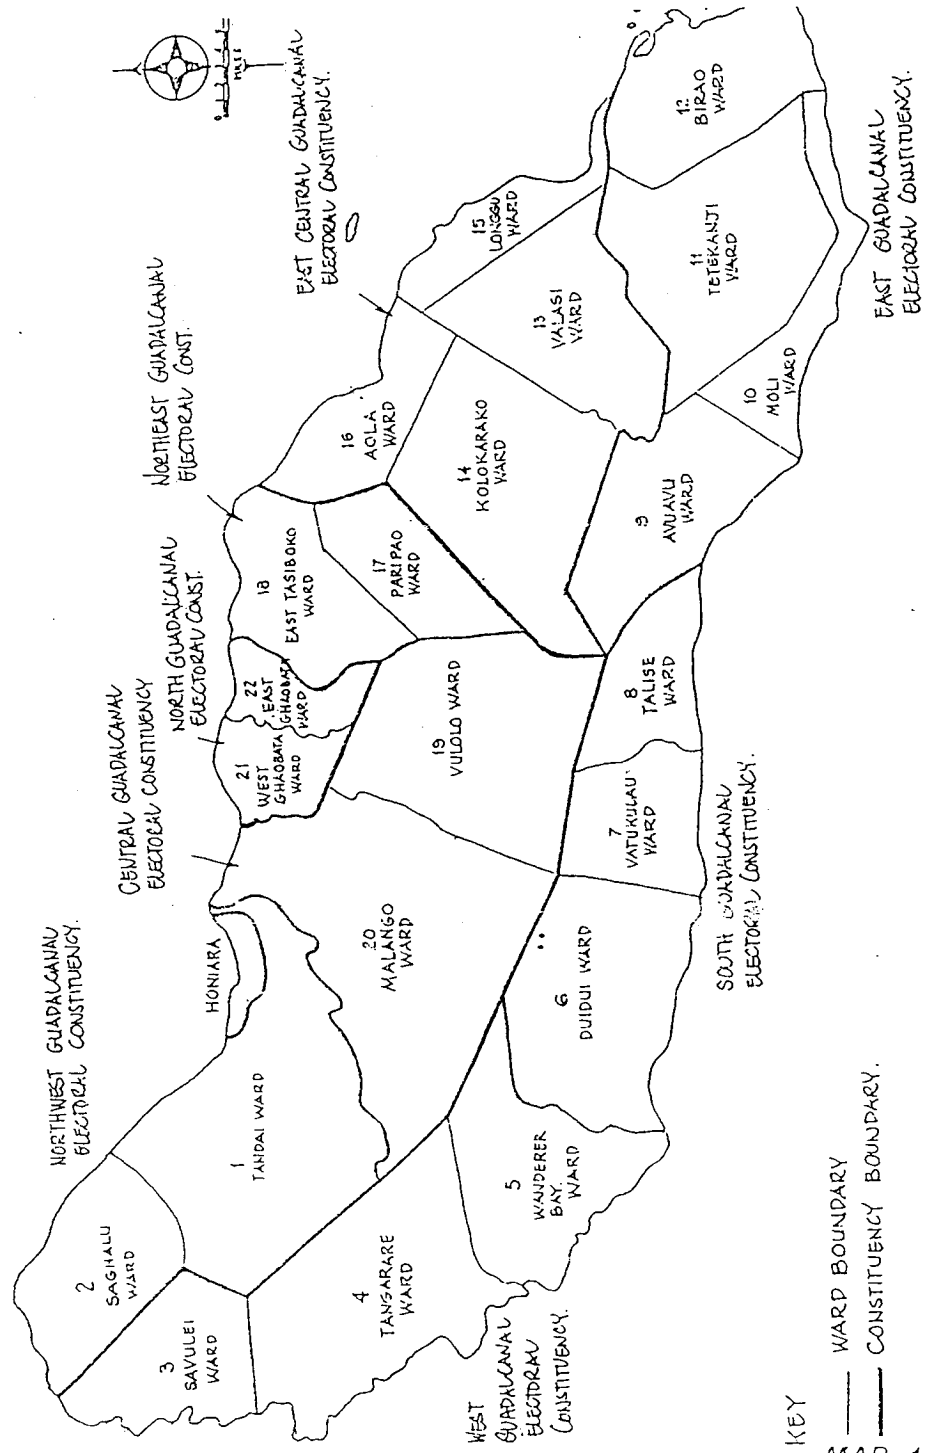 MILES
EAST CENTRAL GUADALCANAL
ELECTORAL CONSTITUENCY.
NORTHEAST GUADALCANAL
ELECTORAL CONST.
NORTH GUADALCANAL
ELECTORAL CONST.
CENTRAL GUADALCANAL
ELECTORAL CONSTITUENCY
NORTHWEST GUADALCANAL
ELECTORAL CONSTITUENCY.
HONIARA
1
TANDAI WARD
2
SAGHALU
WARD
3
SAVULEI
WARD
4
TANGARARE
WARD
5
WANDERER
BAY.
WARD
6
DUIDUI WARD
7
VATUKULAU
WARD
8
TALISE
WARD
9
AVUAVU
WARD
10
MOLI
WARD
11
TETEKANJI
WARD
12
BIRAO
WARD
13
VALASI
WARD
14
KOLOKARAKO
WARD
15
LONGGU
WARD
16
AOLA
WARD
17
PARIPAO
WARD
18
EAST TASIBOKO
WARD
19
VULOLO WARD
20
MALANGO
WARD
21
WEST
GHAOBATA
WARD
22
EAST
GHAOBATA
WARD
WEST
GUADALCANAL
ELECTORAL
CONSTITUENCY.
SOUTH GUADALCANAL
ELECTORAL CONSTITUENCY.
EAST GUADALCANAL
ELECTORAL CONSTITUENCY.
KEY
WARD BOUNDARY
CONSTITUENCY BOUNDARY.